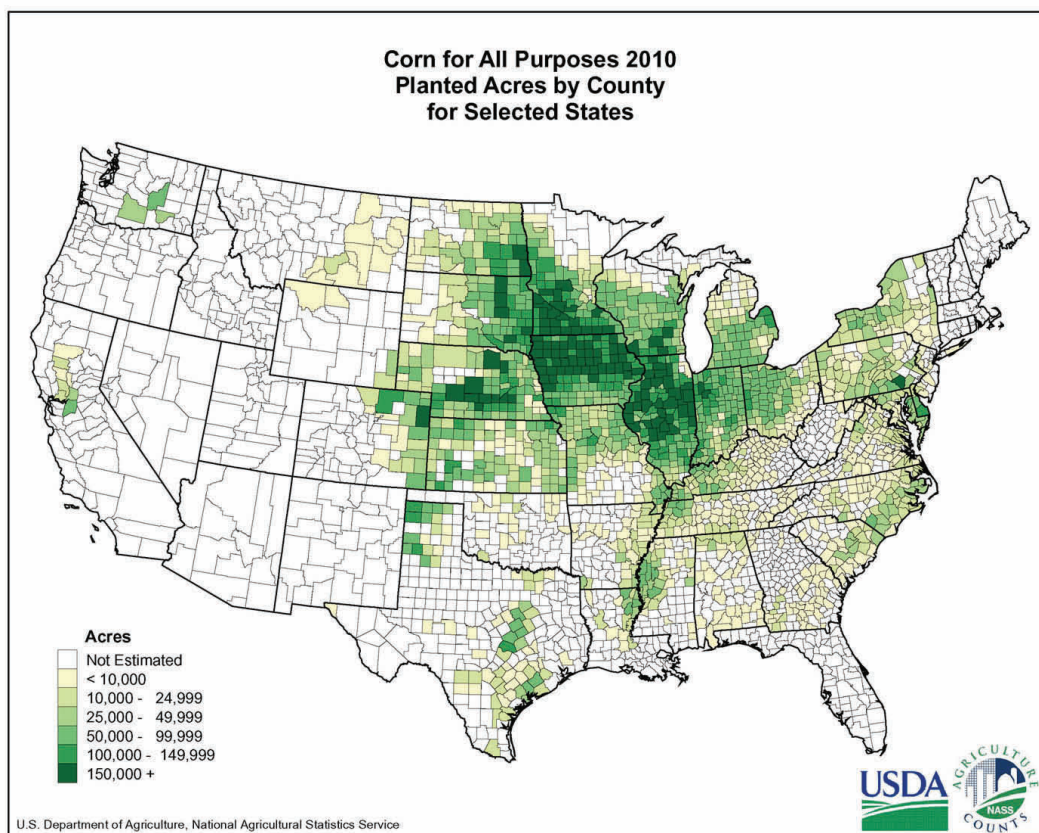 Corn for All Purposes 2010
Planted Acres by County
for Selected States
Acres
Not Estimated
< 10,000
10,000 - 24,999
25,000 - 49,999
50,000 - 99,999
100,000 - 149,999
150,000 +
USDA
AGRICULTURE
NASS
COUNTS
U.S. Department of Agriculture, National Agricultural Statistics Service